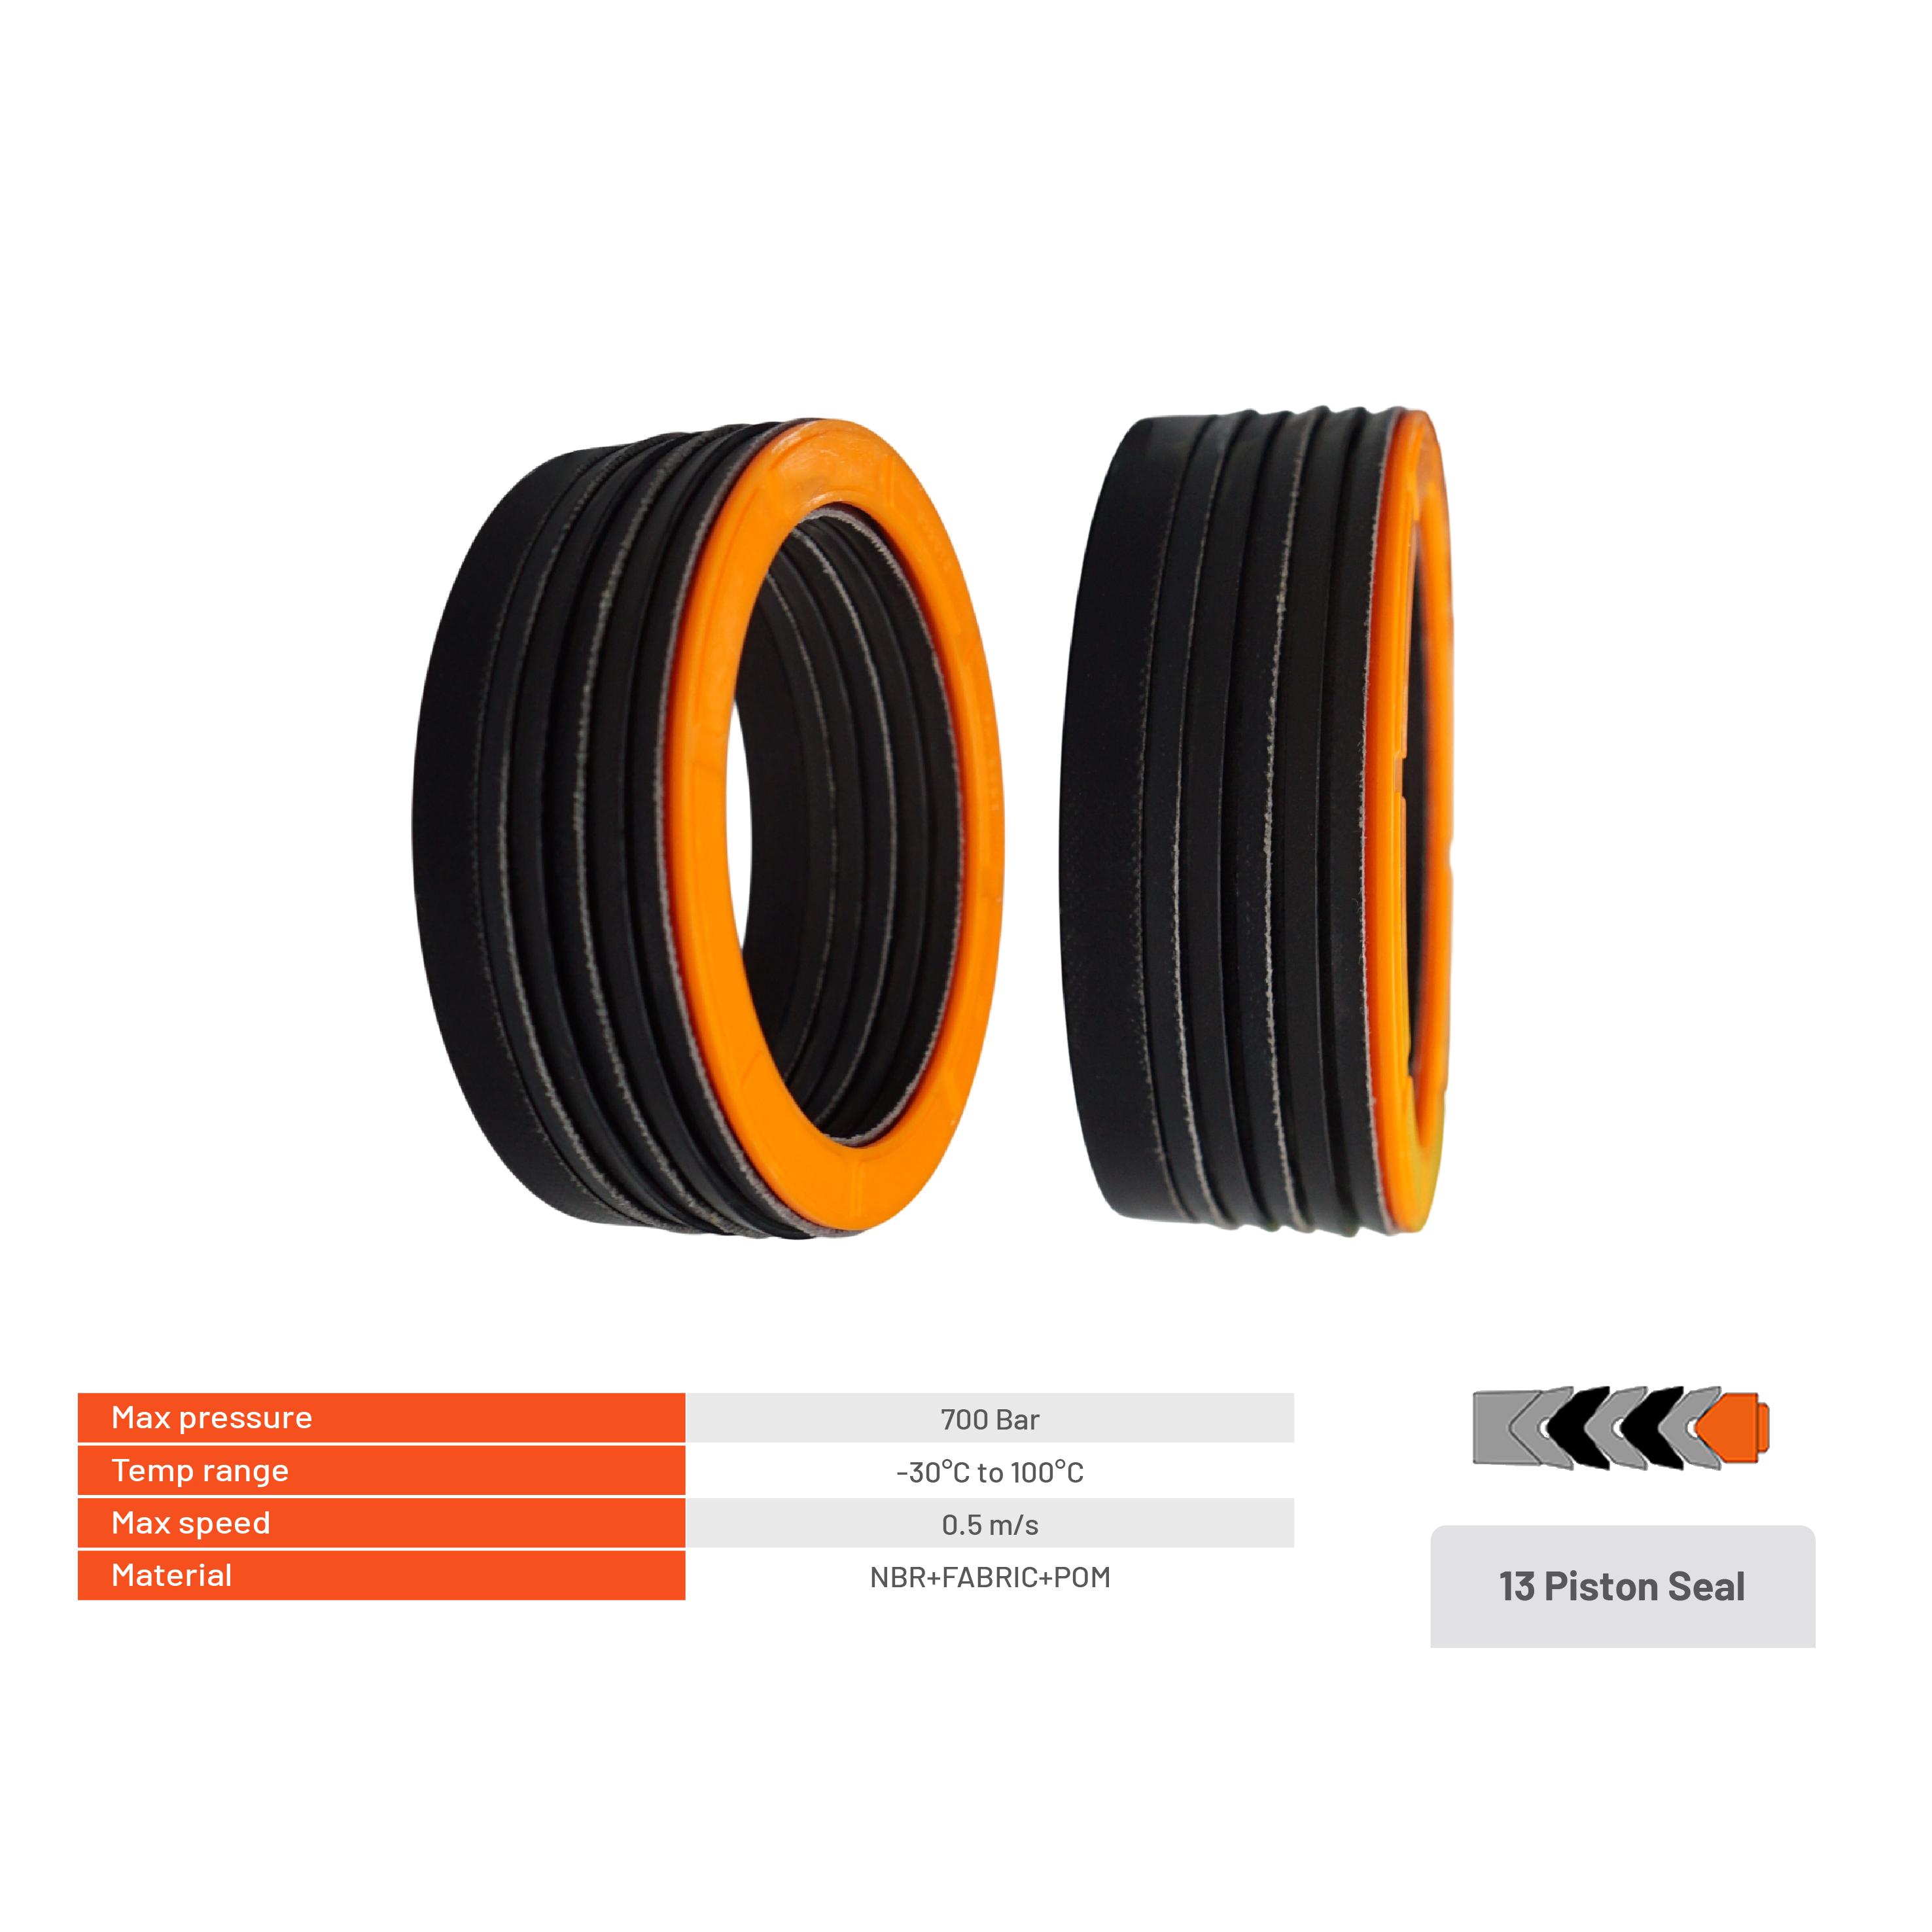 Max pressure 700 Bar
Temp range -30°C to 100°C
Max speed 0.5 m/s
Material NBR+FABRIC+POM
13 Piston Seal